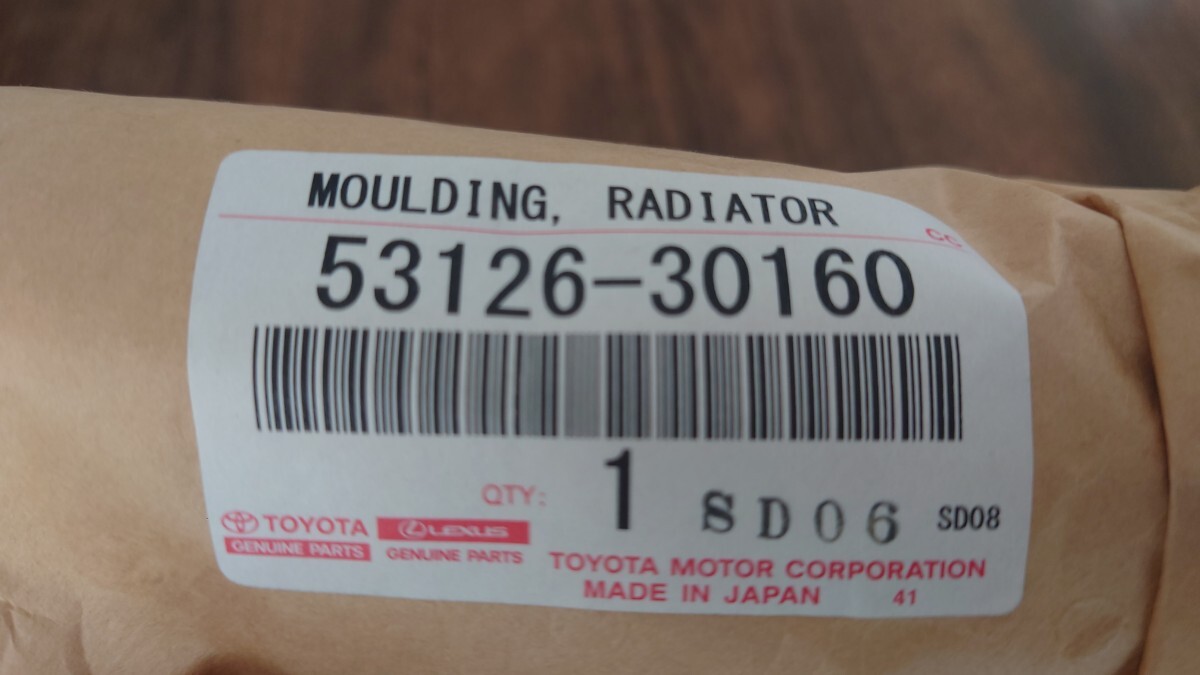 MOULDING, RADIATOR
CC
53126-30160
QTY: 1 SD06 SD08
TOYOTA LEXUS
GENUINE PARTS GENUINE PARTS
TOYOTA MOTOR CORPORATION
MADE IN JAPAN 41